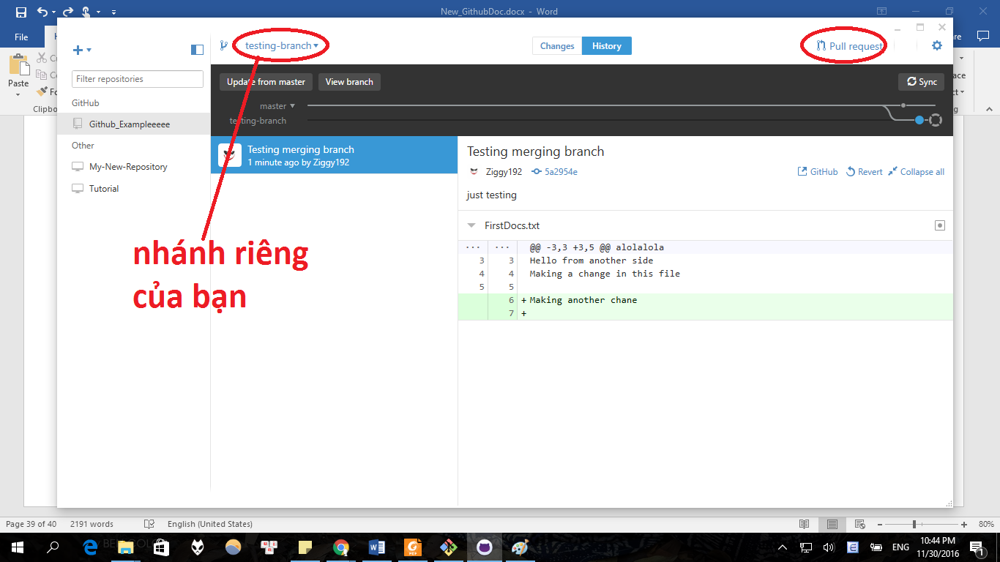 New_GithubDoc.docx - Word
File
Paste
Clipbo
testing-branch
Changes
History
Pull request
Filter repositories
GitHub
Github_Exampleeeee
Other
My-New-Repository
Tutorial
Update from master
View branch
Sync
master
testing-branch
Testing merging branch
1 minute ago by Ziggy192
Testing merging branch
Ziggy192
5a2954e
GitHub
Revert
Collapse all
just testing
FirstDocs.txt
... ... @@ -3,3 +3,5 @@ alolalola
3 3 Hello from another side
4 4 Making a change in this file
5 5
6 + Making another chane
7 +
nhánh riêng
của bạn
Page 39 of 40
2191 words
English (United States)
80%
ENG
10:44 PM
11/30/2016
1